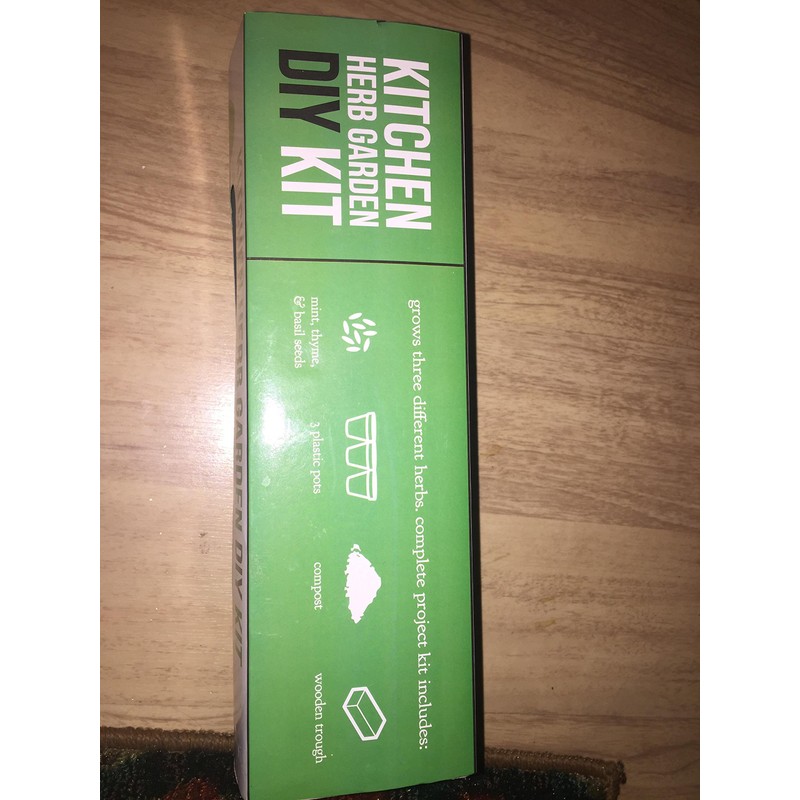 KITCHEN
HERB GARDEN
DIY KIT
grows three different herbs. complete project kit includes:
mint, thyme,
& basil seeds
3 plastic pots
compost
wooden trough
GARDEN DIY KIT